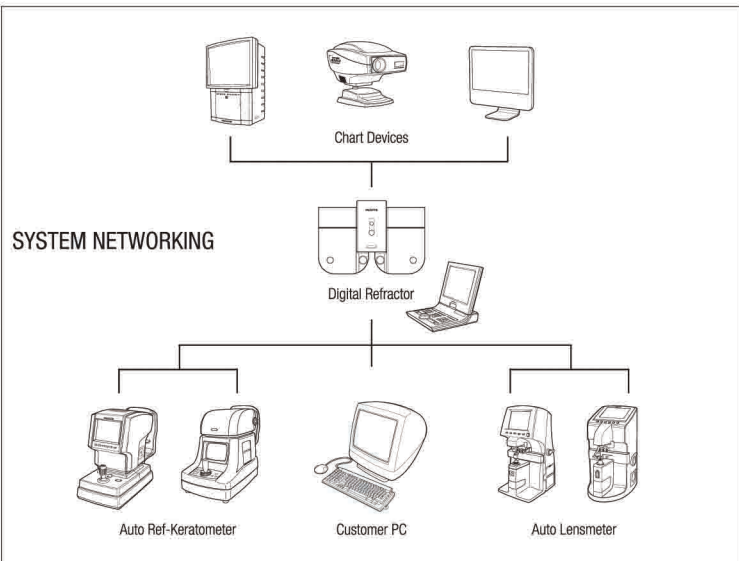 Chart Devices
SYSTEM NETWORKING
Digital Refractor
Auto Ref-Keratometer
Customer PC
Auto Lensmeter